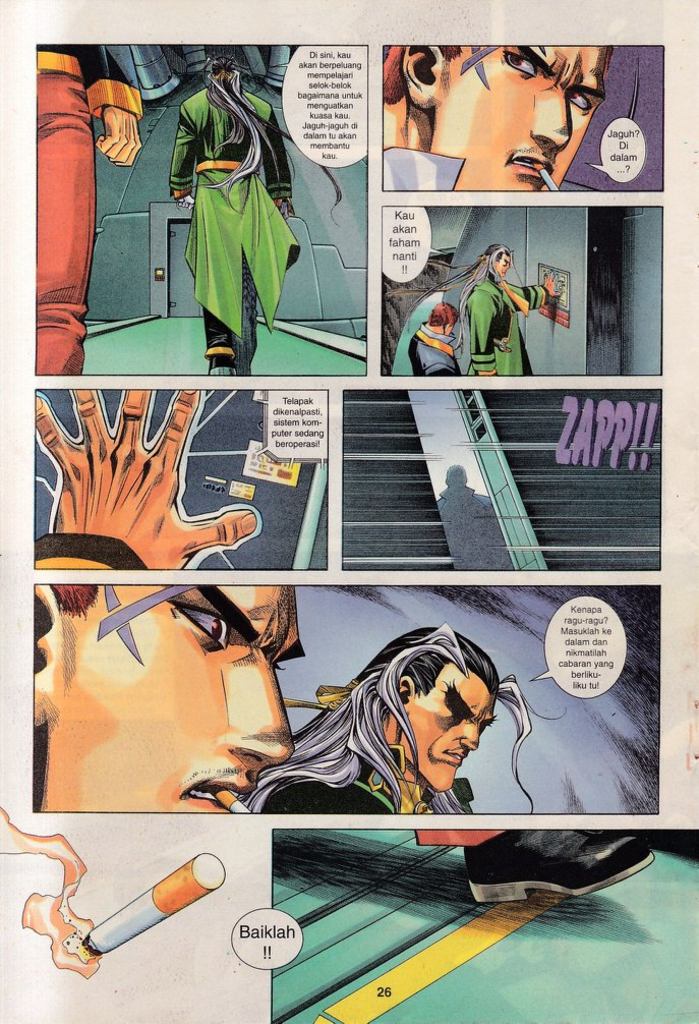 Di sini, kau
akan berpeluang
mempelajari
selok-belok
bagaimana untuk
menguatkan
kuasa kau.
Jaguh-jaguh di
dalam tu akan
membantu
kau.
Jaguh?
Di
dalam
...?
Kau
akan
faham
nanti
!!
Telapak
dikenalpasti,
sistem kom-
puter sedang
beroperasi!
ZAPP!!
Kenapa
ragu-ragu?
Masuklah ke
dalam dan
nikmatilah
cabaran yang
berliku-
liku tu!
Baiklah
!!
26